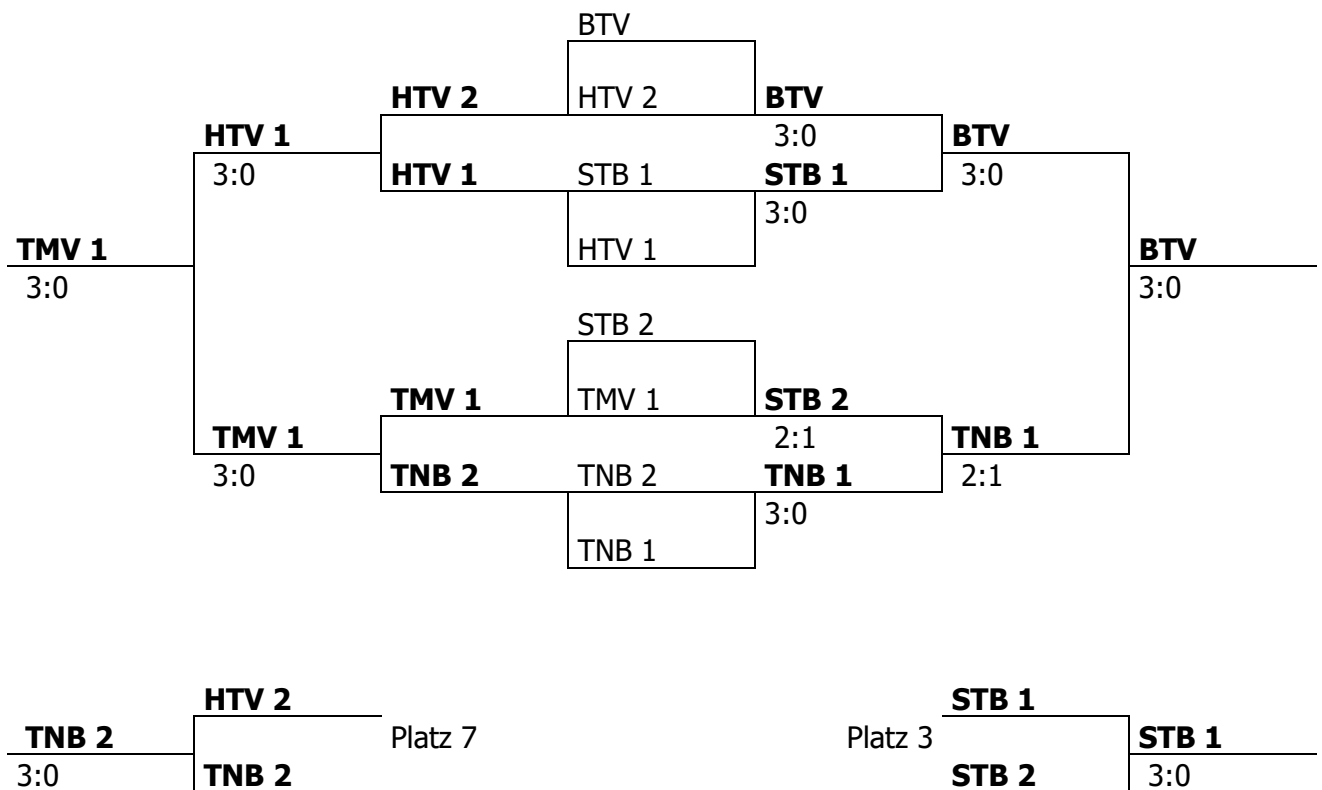 BTV
HTV 2 HTV 2 BTV
HTV 1 3:0 BTV
3:0 HTV 1 STB 1 STB 1 3:0
3:0
TMV 1 HTV 1 BTV
3:0 3:0
STB 2
TMV 1 TMV 1 STB 2
TMV 1 2:1 TNB 1
3:0 TNB 2 TNB 2 TNB 1 2:1
3:0
TNB 1
HTV 2 STB 1
TNB 2 Platz 7 Platz 3 STB 1
3:0 TNB 2 STB 2 3:0